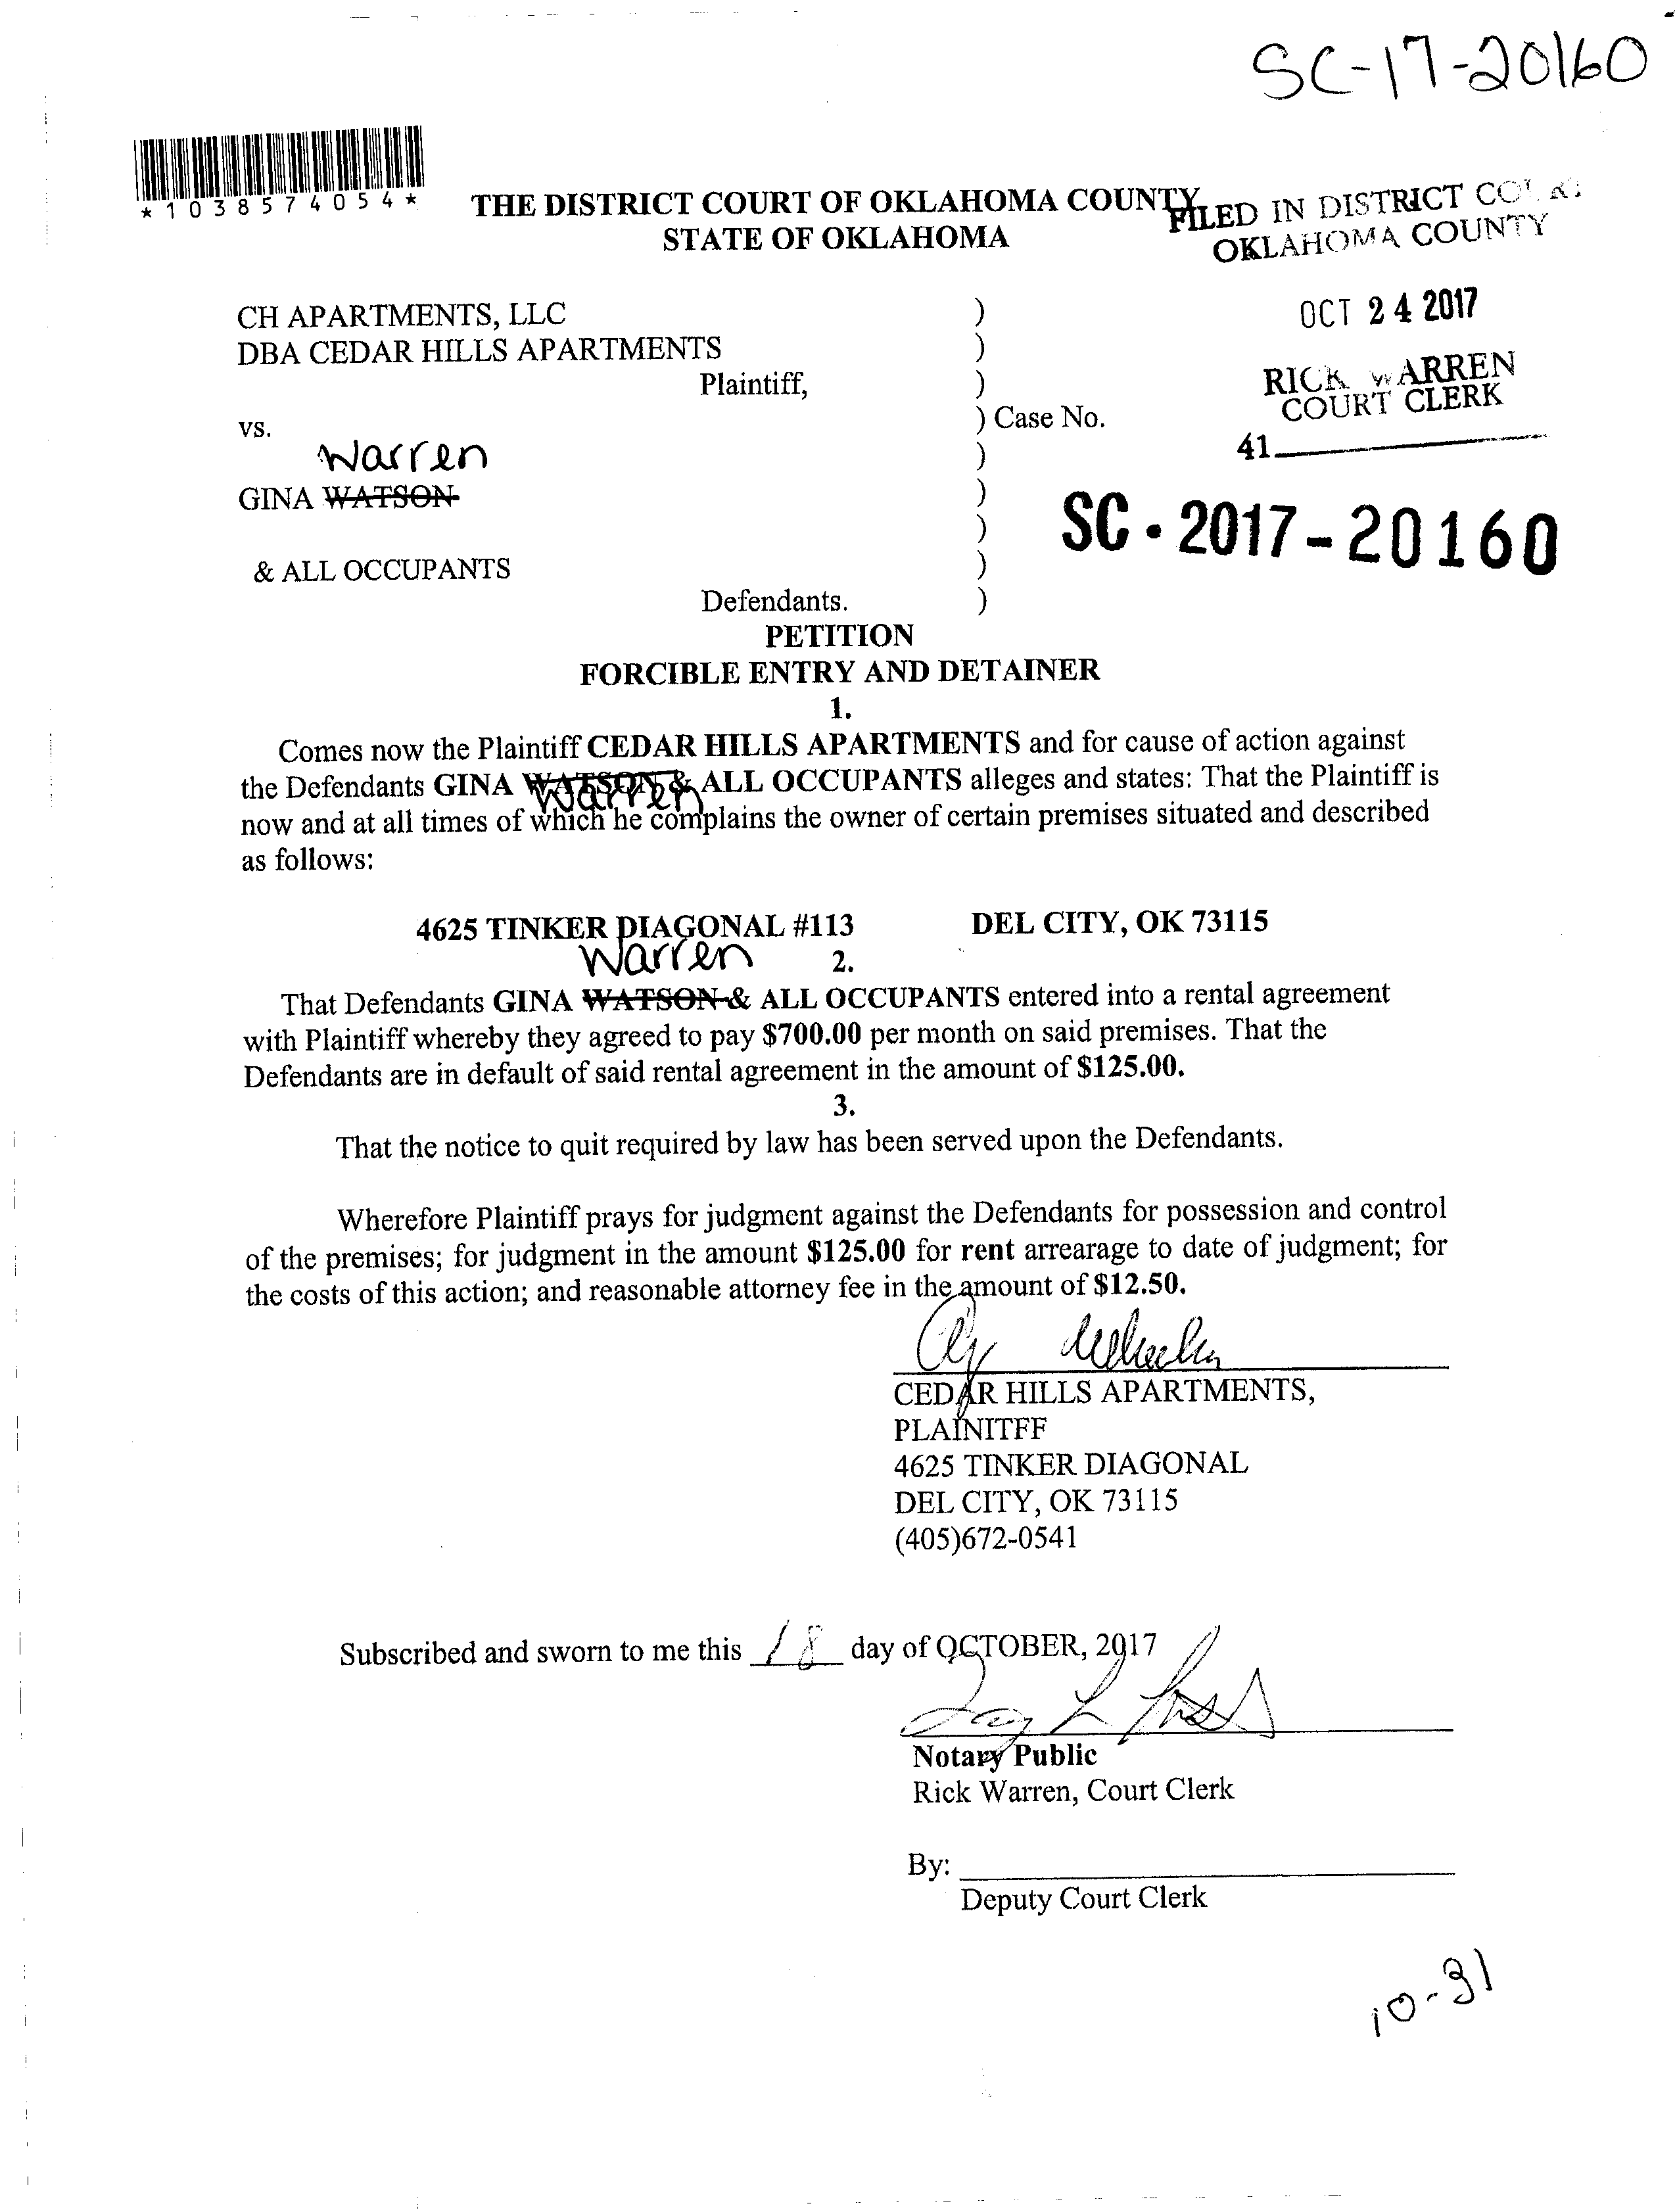 SC-17-20160
*1038574054*
THE DISTRICT COURT OF OKLAHOMA COUNTY
STATE OF OKLAHOMA
FILED IN DISTRICT COURT
OKLAHOMA COUNTY
OCT 24 2017
RICK WARREN
COURT CLERK
41
SC - 2017-20160
CH APARTMENTS, LLC )
DBA CEDAR HILLS APARTMENTS )
Plaintiff, )
vs. ) Case No.
Warren )
GINA WATSON )
)
& ALL OCCUPANTS )
Defendants. )
PETITION
FORCIBLE ENTRY AND DETAINER
1.
Comes now the Plaintiff CEDAR HILLS APARTMENTS and for cause of action against
the Defendants GINA WATSON & ALL OCCUPANTS alleges and states: That the Plaintiff is
Warren
now and at all times of which he complains the owner of certain premises situated and described
as follows:
4625 TINKER DIAGONAL #113 DEL CITY, OK 73115
Warren
2.
That Defendants GINA WATSON & ALL OCCUPANTS entered into a rental agreement
with Plaintiff whereby they agreed to pay $700.00 per month on said premises. That the
Defendants are in default of said rental agreement in the amount of $125.00.
3.
That the notice to quit required by law has been served upon the Defendants.
Wherefore Plaintiff prays for judgment against the Defendants for possession and control
of the premises; for judgment in the amount $125.00 for rent arrearage to date of judgment; for
the costs of this action; and reasonable attorney fee in the amount of $12.50.
CEDAR HILLS APARTMENTS,
PLAINITFF
4625 TINKER DIAGONAL
DEL CITY, OK 73115
(405)672-0541
Subscribed and sworn to me this 18 day of OCTOBER, 2017
Notary Public
Rick Warren, Court Clerk
By:
Deputy Court Clerk
10-31